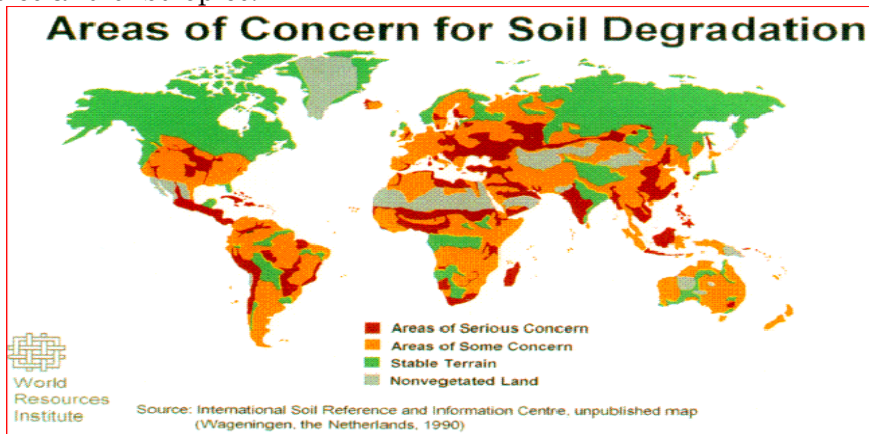 Areas of Concern for Soil Degradation
Areas of Serious Concern
Areas of Some Concern
Stable Terrain
Nonvegetated Land
World
Resources
Institute
Source: International Soil Reference and Information Centre, unpublished map
(Wageningen, the Netherlands, 1990)